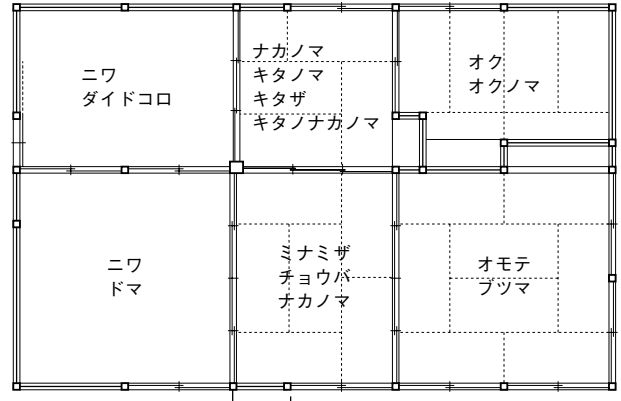 ニワ
ダイドコロ
ナカノマ
キタノマ
キタザ
キタノナカノマ
オク
オクノマ
ニワ
ドマ
ミナミザ
チョウバ
ナカノマ
オモテ
ブツマ